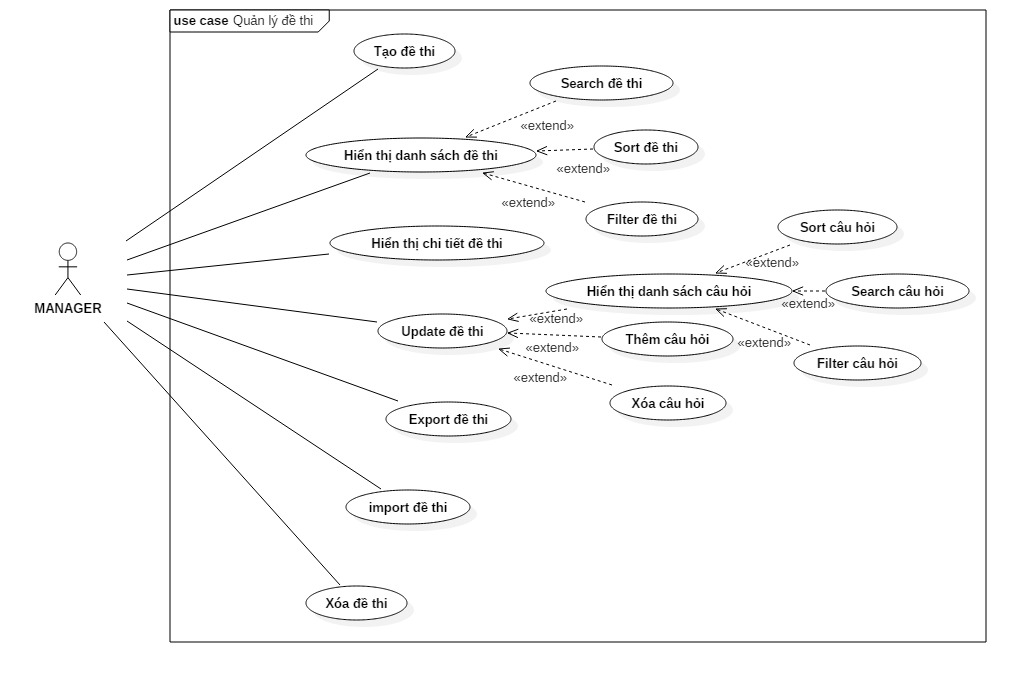 use case Quản lý đề thi
Tạo đề thi
Search đề thi
«extend»
Sort đề thi
Hiển thị danh sách đề thi
«extend»
«extend»
Filter đề thi
Sort câu hỏi
Hiển thị chi tiết đề thi
«extend»
Hiển thị danh sách câu hỏi
Search câu hỏi
«extend»
MANAGER
«extend»
Update đề thi
Thêm câu hỏi
«extend»
«extend»
Filter câu hỏi
«extend»
Xóa câu hỏi
Export đề thi
import đề thi
Xóa đề thi